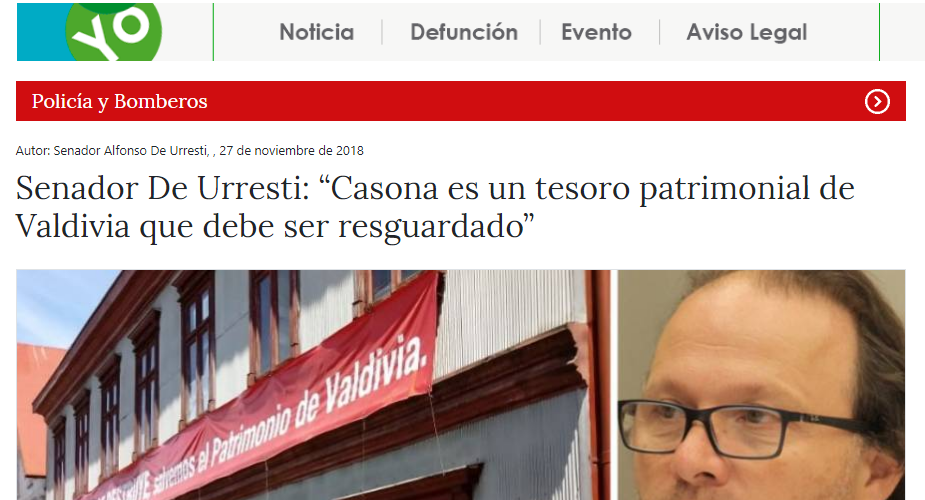 YO
Noticia
Defunción
Evento
Aviso Legal
Policía y Bomberos
Autor: Senador Alfonso De Urresti, , 27 de noviembre de 2018
Senador De Urresti: “Casona es un tesoro patrimonial de
Valdivia que debe ser resguardado”
salvemos el Patrimonio de Valdivia.